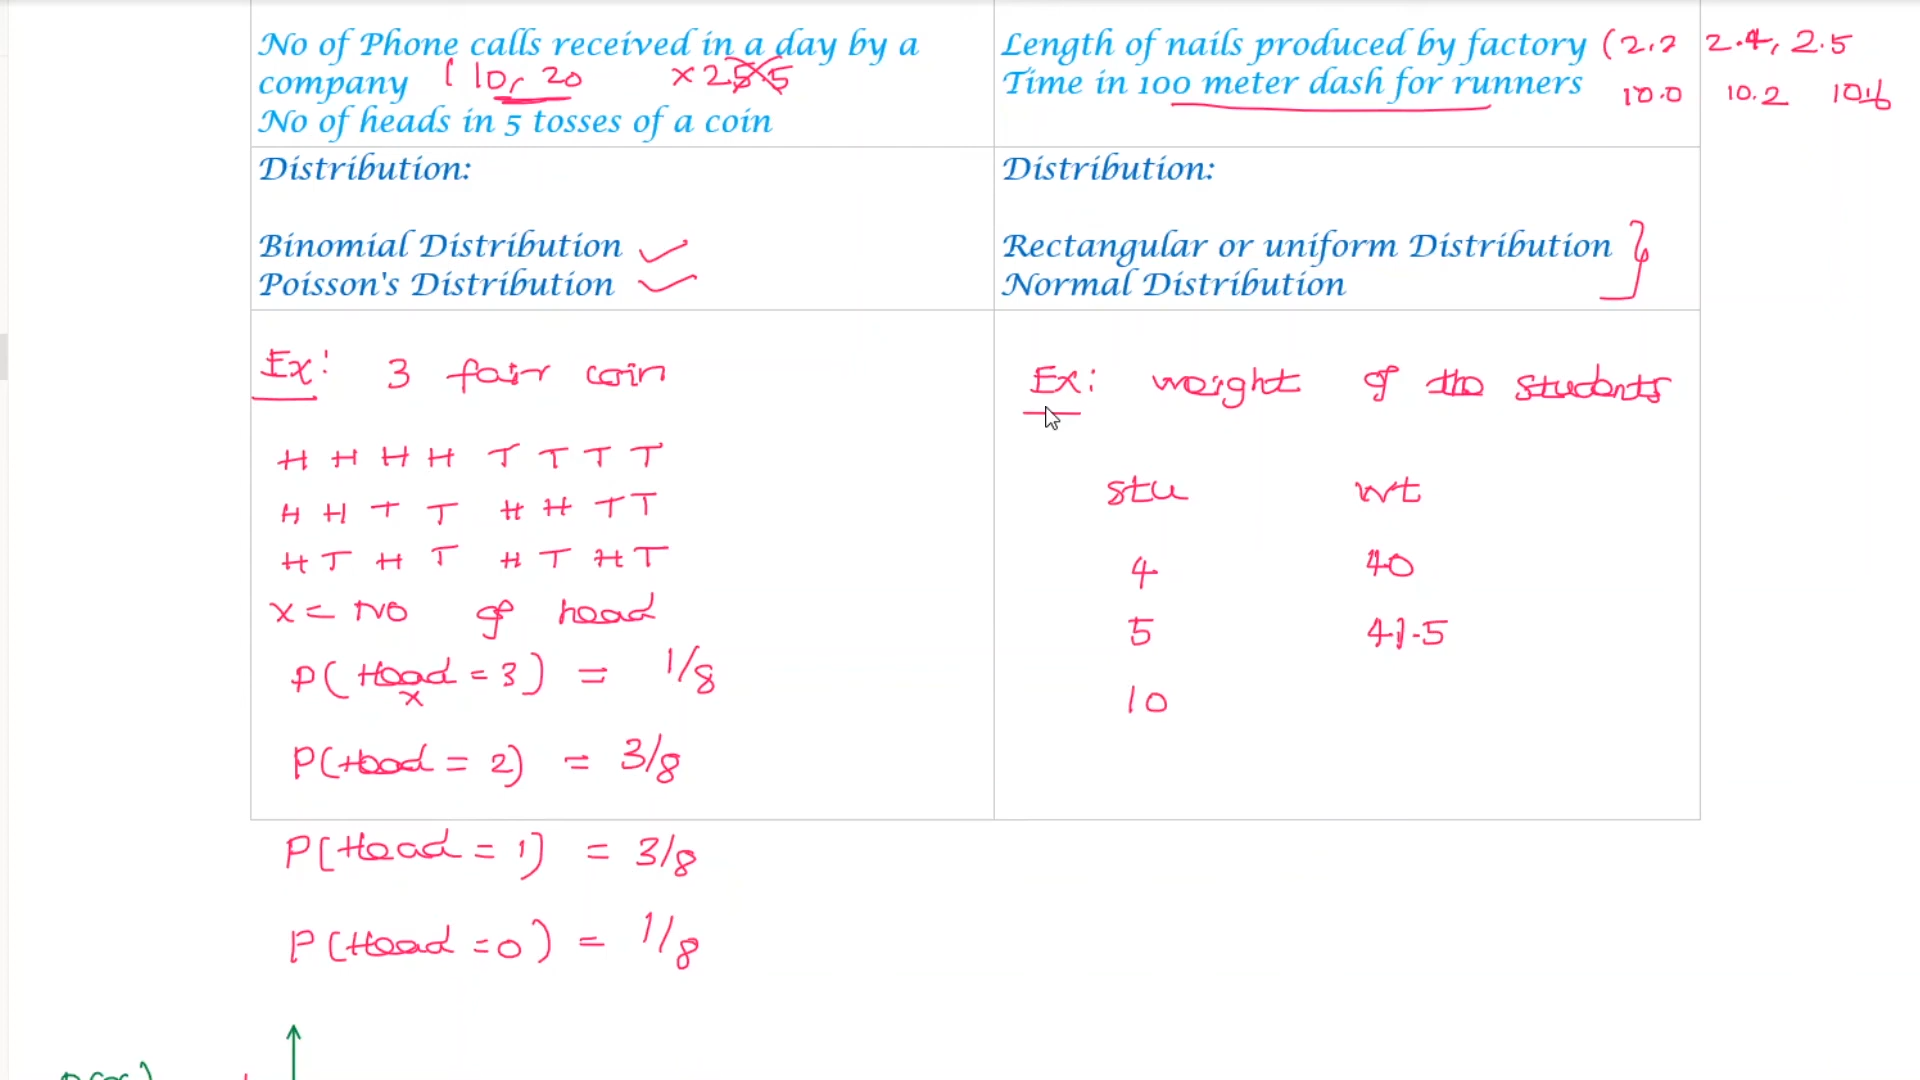 No of Phone calls received in a day by a
company ( 10, 20 x 25.5
No of heads in 5 tosses of a coin
Distribution:
Binomial Distribution
Poisson's Distribution
Ex: 3 fair coin
H H H H T T T T
H H T T H H T T
H T H T H T H T
x = No of head
P( Head = 3 ) = 1/8
x
P(Head = 2) = 3/8
P(Head = 1) = 3/8
P(Head = 0) = 1/8
Length of nails produced by factory (2.2 2.4, 2.5
Time in 100 meter dash for runners 10.0 10.2 10.6
Distribution:
Rectangular or uniform Distribution
Normal Distribution
Ex: weight of the students
stu wt
4 40
5 41.5
10